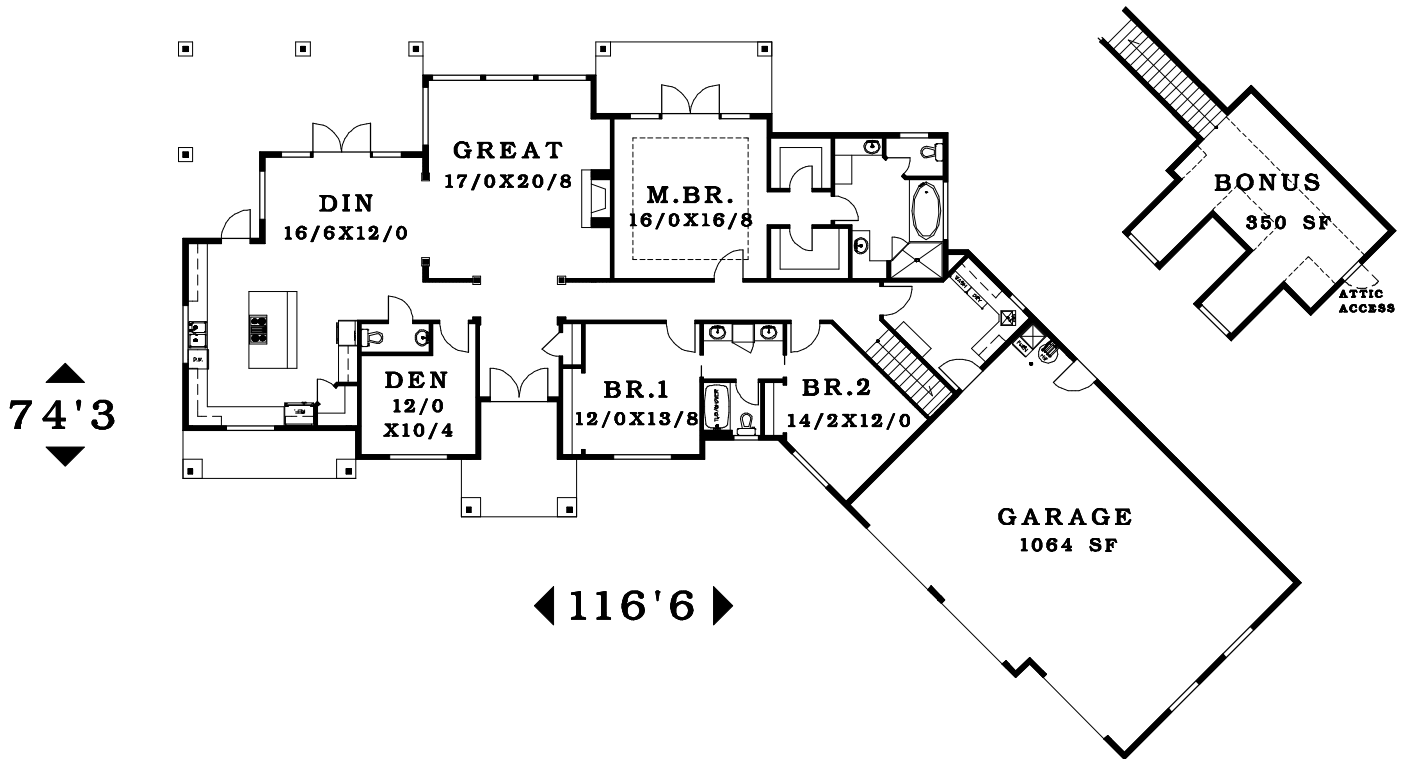 GREAT
17/0X20/8
DIN
16/6X12/0
M.BR.
16/0X16/8
BONUS
350 SF
ATTIC
ACCESS
D.W.
DEN
12/0
X10/4
BR.1
12/0X13/8
BR.2
14/2X12/0
74'3
GARAGE
1064 SF
116'6